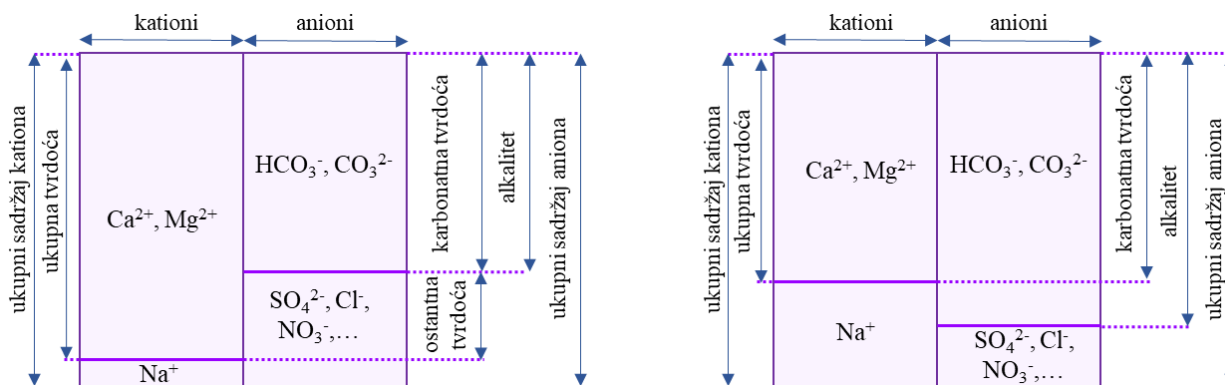 kationi
anioni
ukupni sadržaj kationa
ukupna tvrdoća
Ca²⁺, Mg²⁺
HCO₃⁻, CO₃²⁻
karbonatna tvrdoća
alkalitet
ukupni sadržaj aniona
SO₄²⁻, Cl⁻,
NO₃⁻,…
ostantna
tvrdoća
Na⁺
kationi
anioni
ukupni sadržaj kationa
ukupna tvrdoća
Ca²⁺, Mg²⁺
HCO₃⁻, CO₃²⁻
karbonatna tvrdoća
alkalitet
ukupni sadržaj aniona
Na⁺
SO₄²⁻, Cl⁻,
NO₃⁻,…